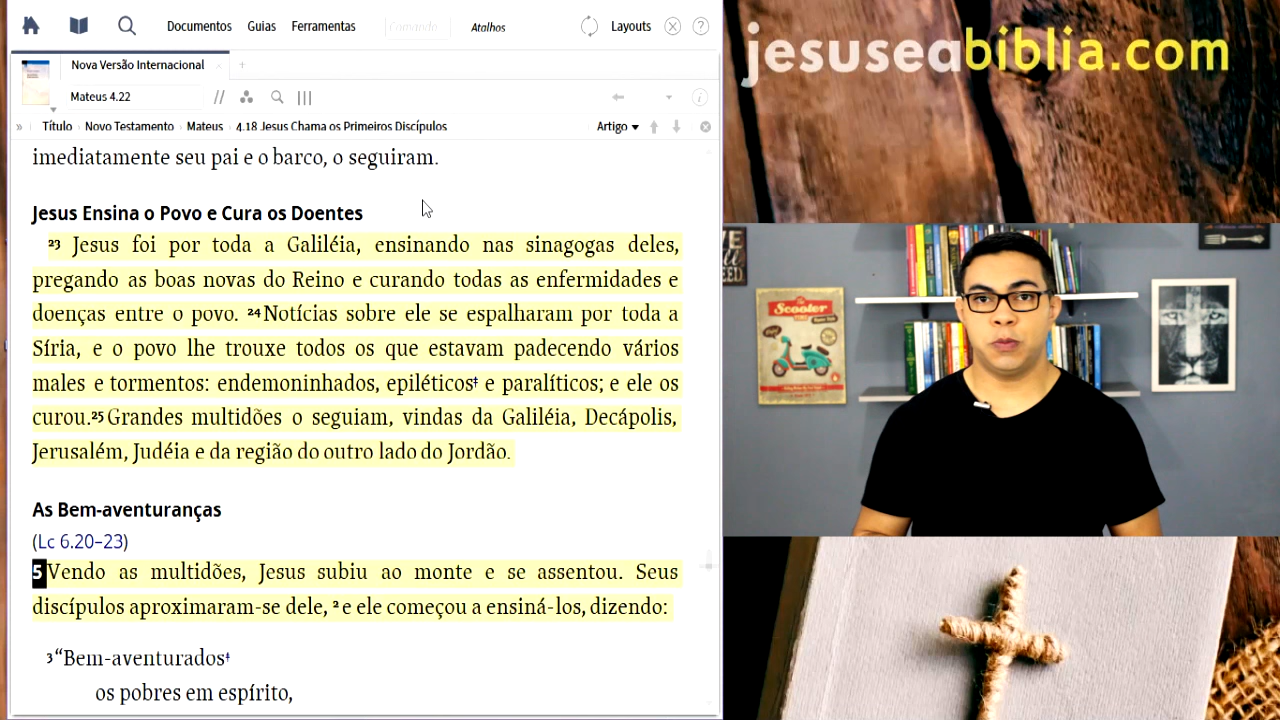 Documentos Guias Ferramentas Comando Atalhos Layouts
Nova Versão Internacional
Mateus 4.22
» Título Novo Testamento Mateus 4.18 Jesus Chama os Primeiros Discípulos Artigo
imediatamente seu pai e o barco, o seguiram.
Jesus Ensina o Povo e Cura os Doentes
23 Jesus foi por toda a Galiléia, ensinando nas sinagogas deles,
pregando as boas novas do Reino e curando todas as enfermidades e
doenças entre o povo. 24 Notícias sobre ele se espalharam por toda a
Síria, e o povo lhe trouxe todos os que estavam padecendo vários
males e tormentos: endemoninhados, epiléticos‡ e paralíticos; e ele os
curou. 25 Grandes multidões o seguiam, vindas da Galiléia, Decápolis,
Jerusalém, Judéia e da região do outro lado do Jordão.
As Bem-aventuranças
(Lc 6.20–23)
5 Vendo as multidões, Jesus subiu ao monte e se assentou. Seus
discípulos aproximaram-se dele, 2 e ele começou a ensiná-los, dizendo:
3 “Bem-aventurados‡
os pobres em espírito,
jesuseabiblia.com
Scooter